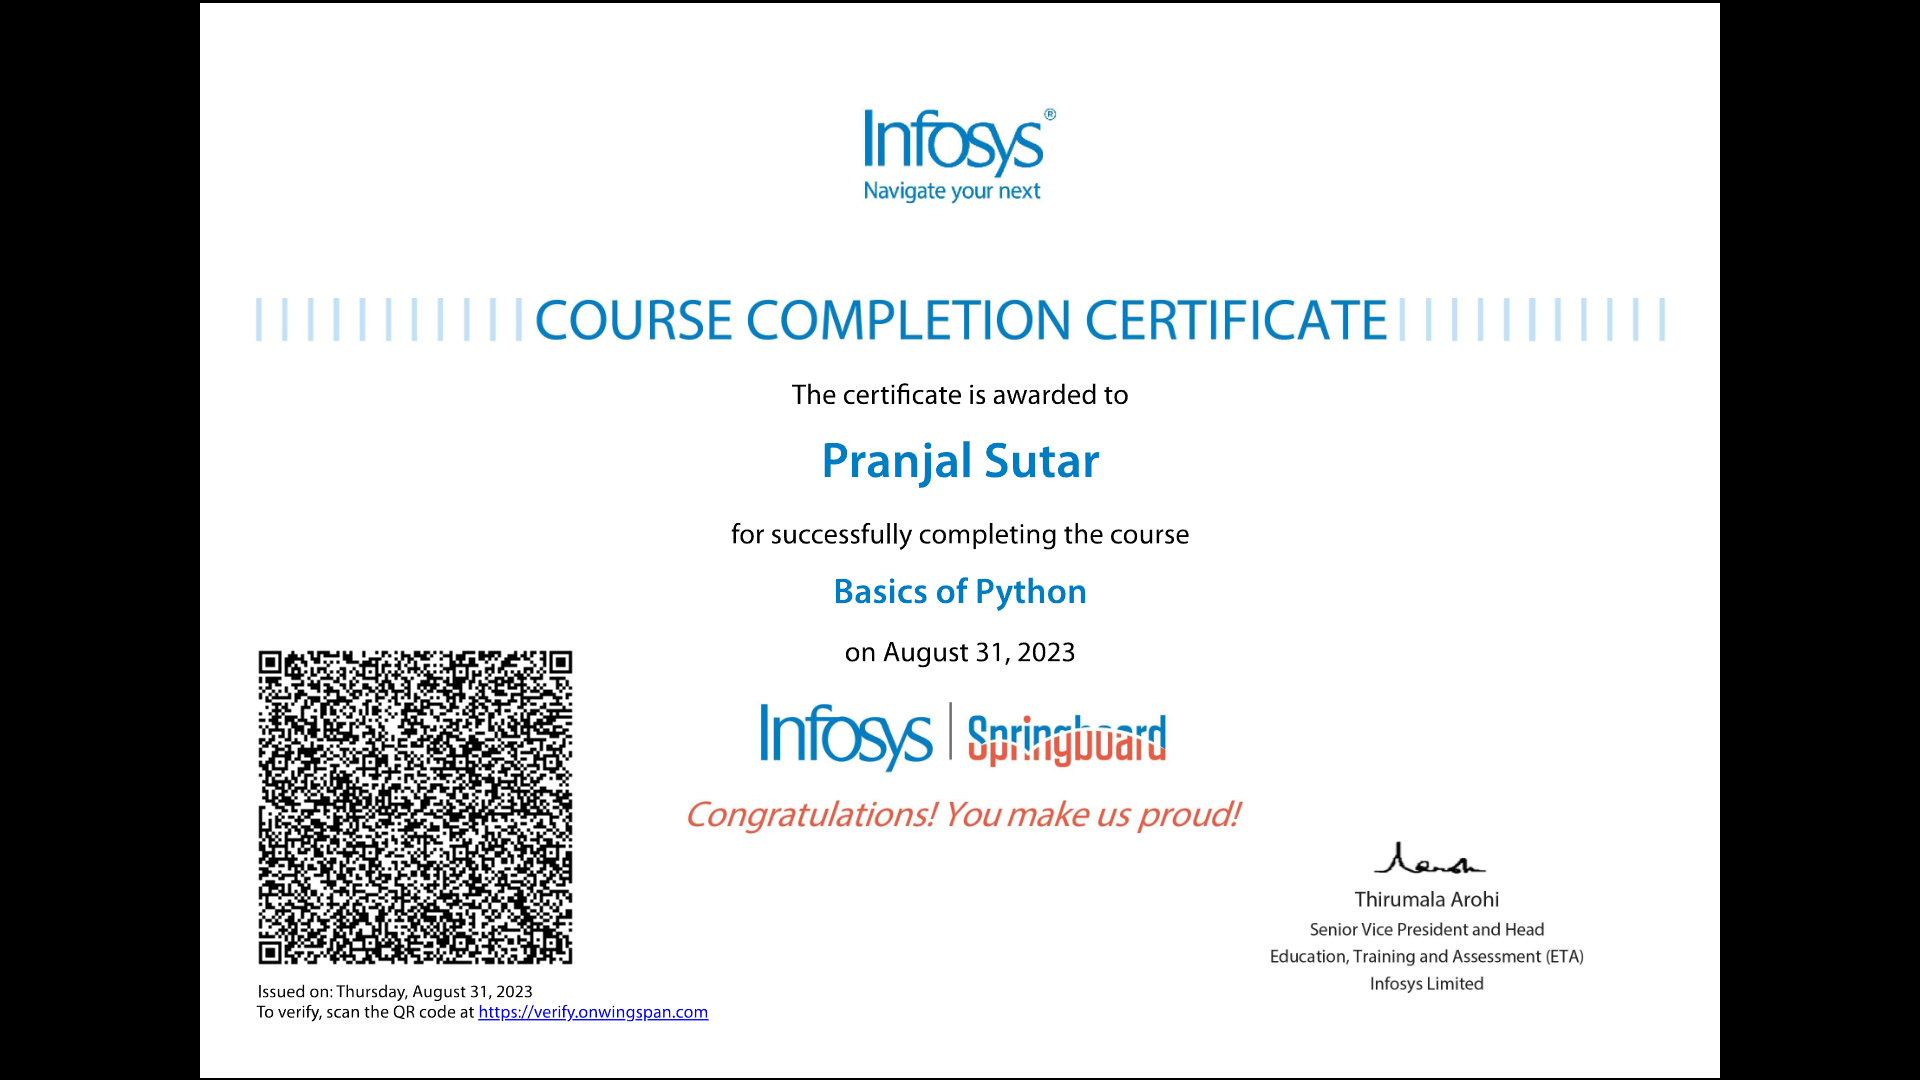 Infosys®
Navigate your next
COURSE COMPLETION CERTIFICATE
The certificate is awarded to
Pranjal Sutar
for successfully completing the course
Basics of Python
on August 31, 2023
Infosys | Springboard
Congratulations! You make us proud!
Thirumala Arohi
Senior Vice President and Head
Education, Training and Assessment (ETA)
Infosys Limited
Issued on: Thursday, August 31, 2023
To verify, scan the QR code at https://verify.onwingspan.com